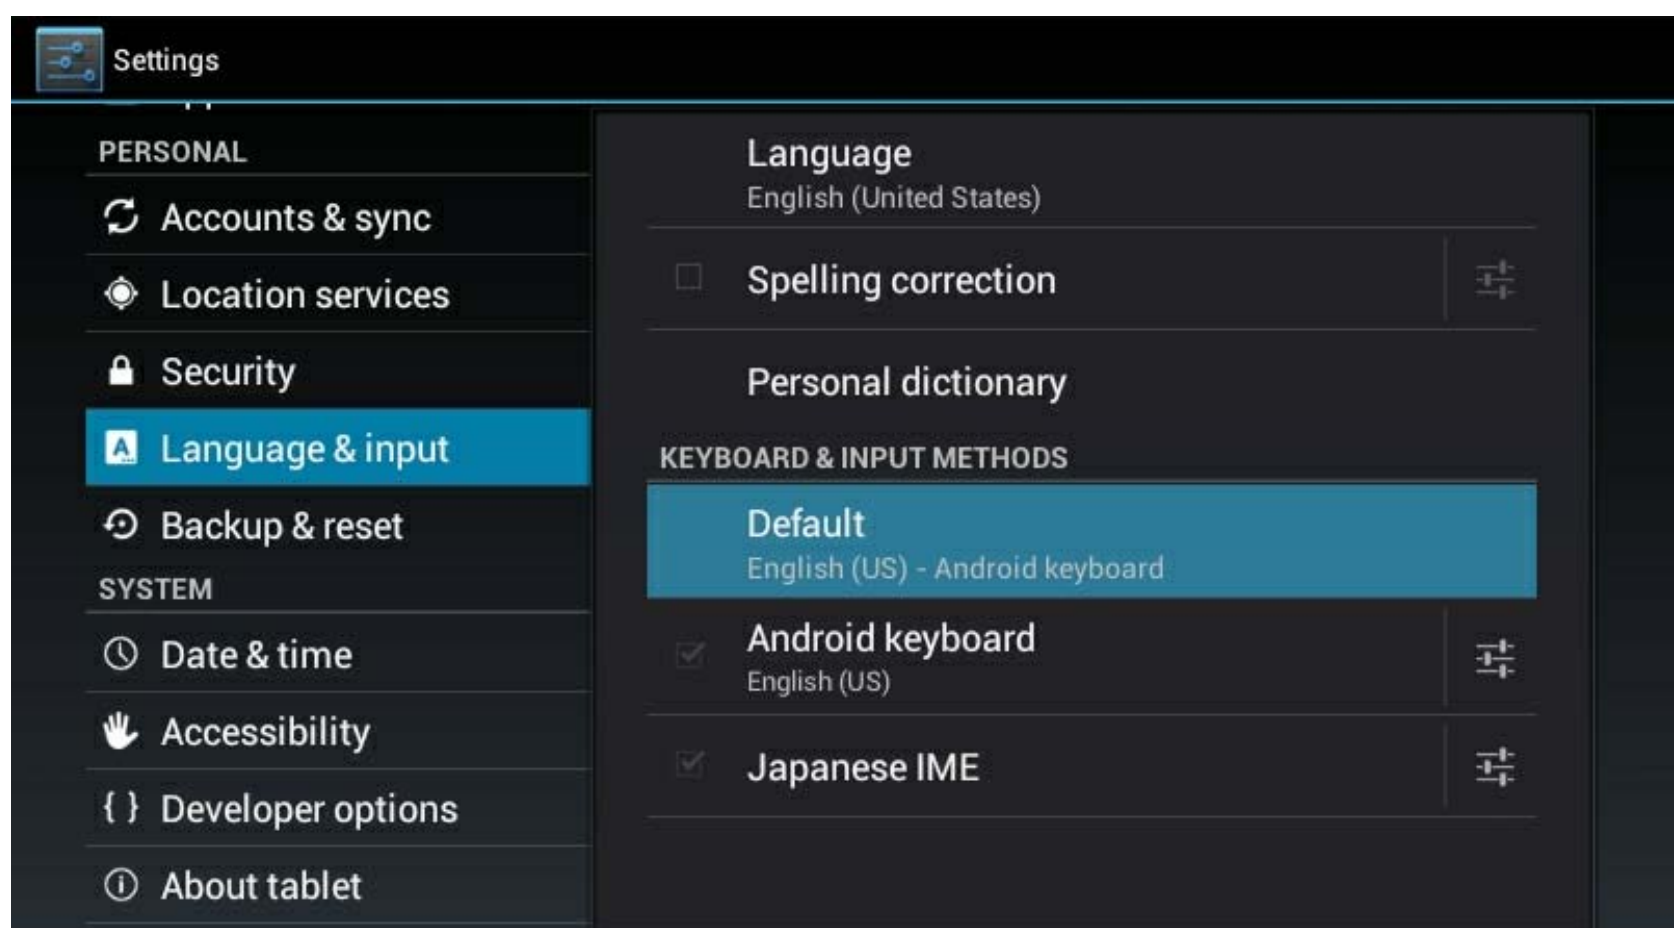 Settings
PERSONAL
Accounts & sync
Location services
Security
Language & input
Backup & reset
SYSTEM
Date & time
Accessibility
{ } Developer options
About tablet
Language
English (United States)
Spelling correction
Personal dictionary
KEYBOARD & INPUT METHODS
Default
English (US) - Android keyboard
Android keyboard
English (US)
Japanese IME